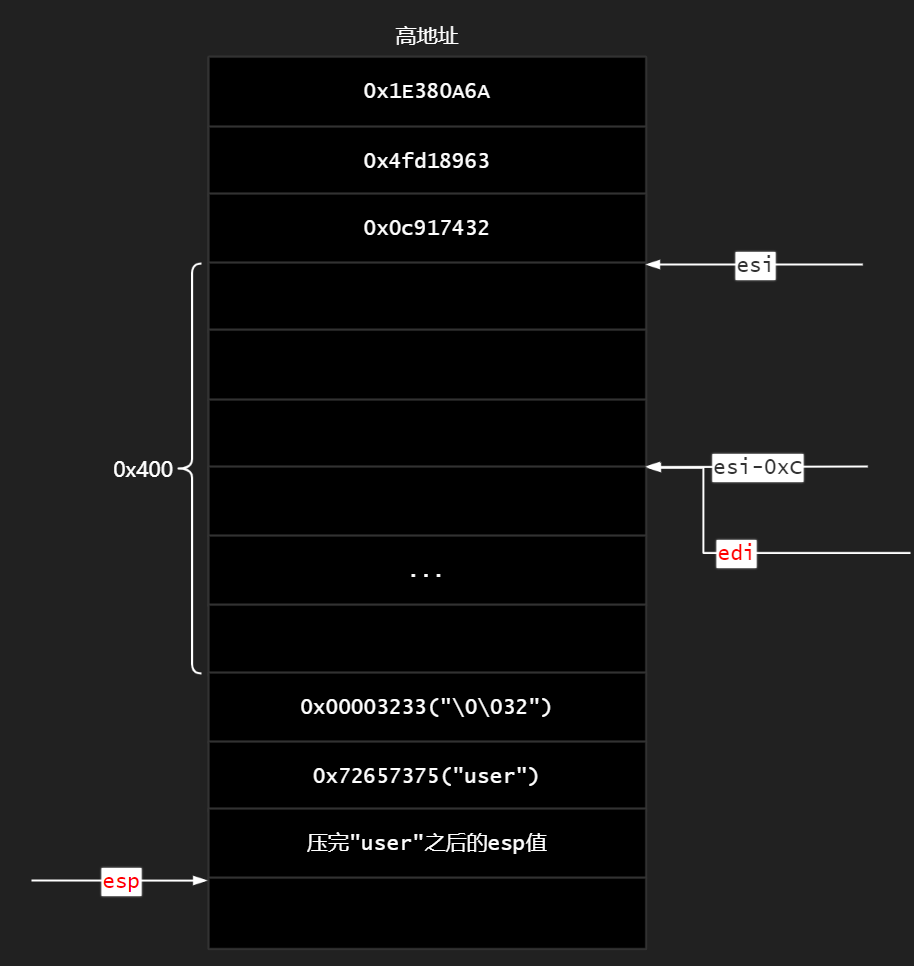 高地址
0x1E380A6A
0x4fd18963
0x0c917432
esi
0x400
esi-0xC
edi
...
0x00003233("\0\032")
0x72657375("user")
压完"user"之后的esp值
esp